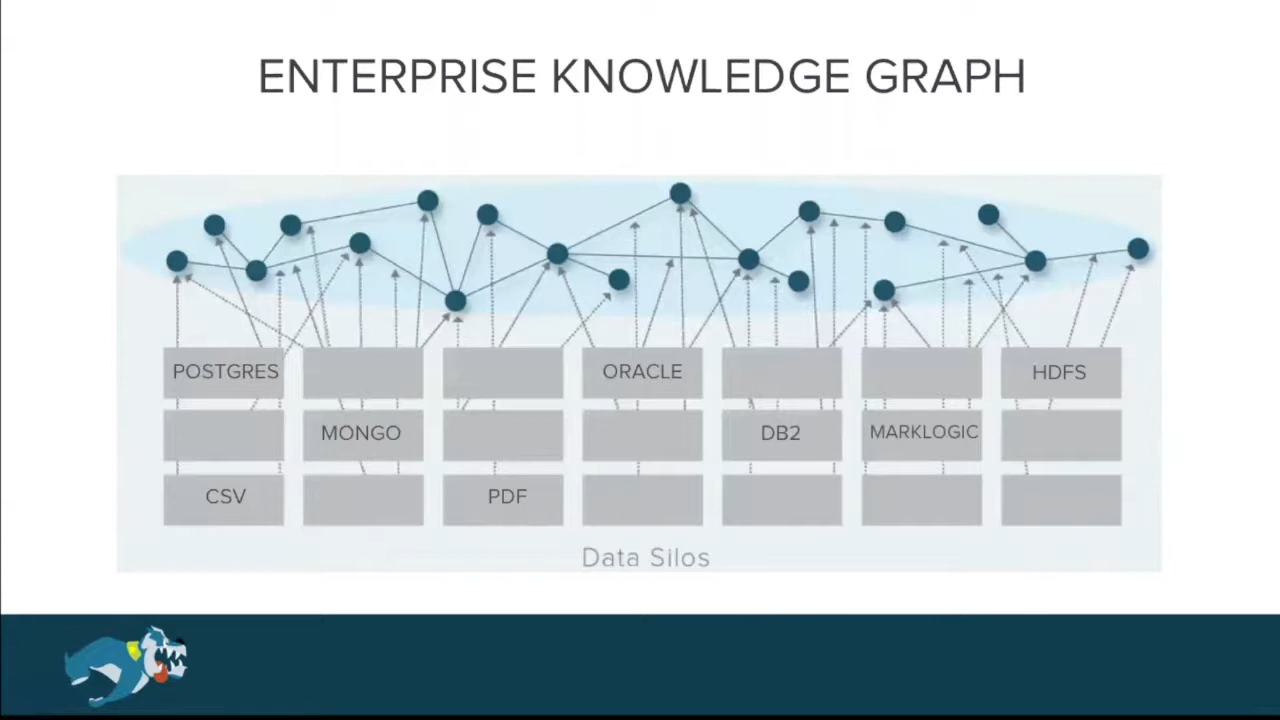 ENTERPRISE KNOWLEDGE GRAPH
POSTGRES
ORACLE
HDFS
MONGO
DB2
MARKLOGIC
CSV
PDF
Data Silos